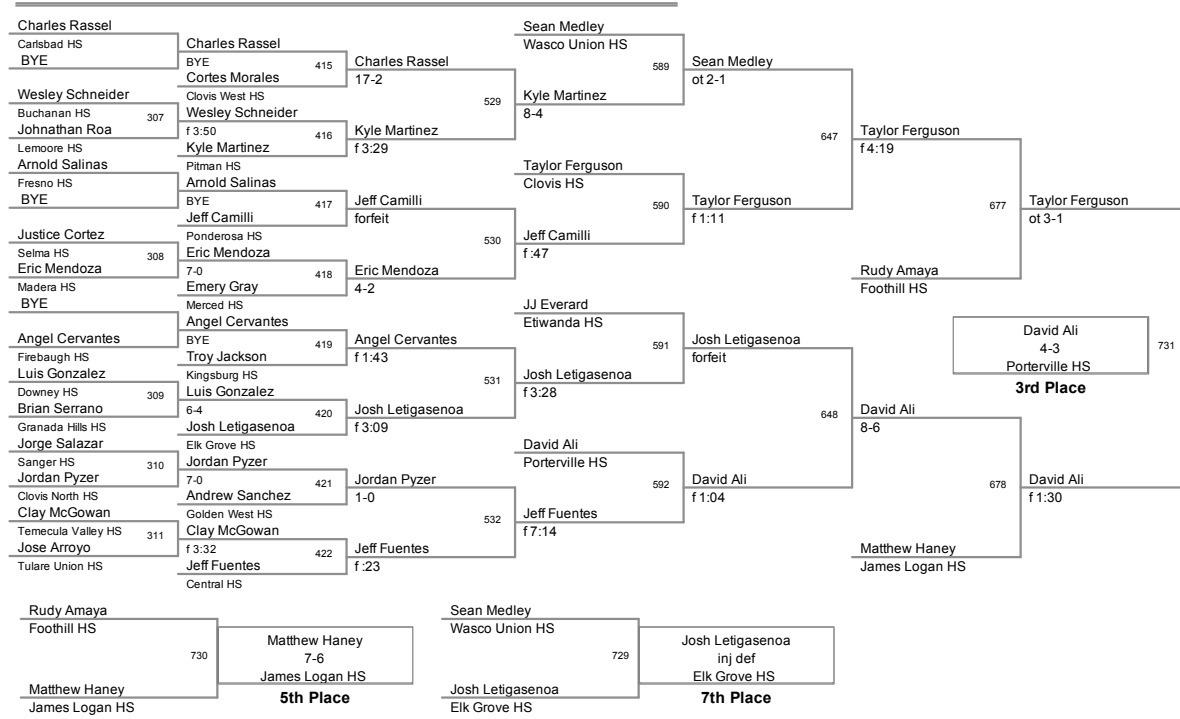 Charles Rassel
Carlsbad HS
BYE
Wesley Schneider
Buchanan HS
307
Johnathan Roa
Lemoore HS
Arnold Salinas
Fresno HS
BYE
Justice Cortez
Selma HS
308
Eric Mendoza
Madera HS
BYE
Angel Cervantes
Firebaugh HS
Luis Gonzalez
Downey HS
309
Brian Serrano
Granada Hills HS
Jorge Salazar
Sanger HS
310
Jordan Pyzer
Clovis North HS
Clay McGowan
Temecula Valley HS
311
Jose Arroyo
Tulare Union HS
Charles Rassel
BYE
415
Cortes Morales
Clovis West HS
Wesley Schneider
f 3:50
416
Kyle Martinez
Pitman HS
Arnold Salinas
BYE
417
Jeff Camilli
Ponderosa HS
Eric Mendoza
7-0
418
Emery Gray
Merced HS
Angel Cervantes
BYE
419
Troy Jackson
Kingsburg HS
Luis Gonzalez
6-4
420
Josh Letigasenoa
Elk Grove HS
Jordan Pyzer
7-0
421
Andrew Sanchez
Golden West HS
Clay McGowan
f 3:32
422
Jeff Fuentes
Central HS
Charles Rassel
17-2
529
Kyle Martinez
f 3:29
Jeff Camilli
forfeit
530
Eric Mendoza
4-2
Angel Cervantes
f 1:43
531
Josh Letigasenoa
f 3:09
Jordan Pyzer
1-0
532
Jeff Fuentes
f :23
Sean Medley
Wasco Union HS
589
Kyle Martinez
8-4
Taylor Ferguson
Clovis HS
590
Jeff Camilli
f :47
JJ Everard
Etiwanda HS
591
Josh Letigasenoa
f 3:28
David Ali
Porterville HS
592
Jeff Fuentes
f 7:14
Sean Medley
ot 2-1
647
Taylor Ferguson
f 1:11
Josh Letigasenoa
forfeit
648
David Ali
f 1:04
Taylor Ferguson
f 4:19
677
Rudy Amaya
Foothill HS
David Ali
8-6
678
Matthew Haney
James Logan HS
Taylor Ferguson
ot 3-1
David Ali
4-3
731
Porterville HS
3rd Place
David Ali
f 1:30
Rudy Amaya
Foothill HS
730
Matthew Haney
James Logan HS
Matthew Haney
7-6
James Logan HS
5th Place
Sean Medley
Wasco Union HS
729
Josh Letigasenoa
Elk Grove HS
Josh Letigasenoa
inj def
Elk Grove HS
7th Place